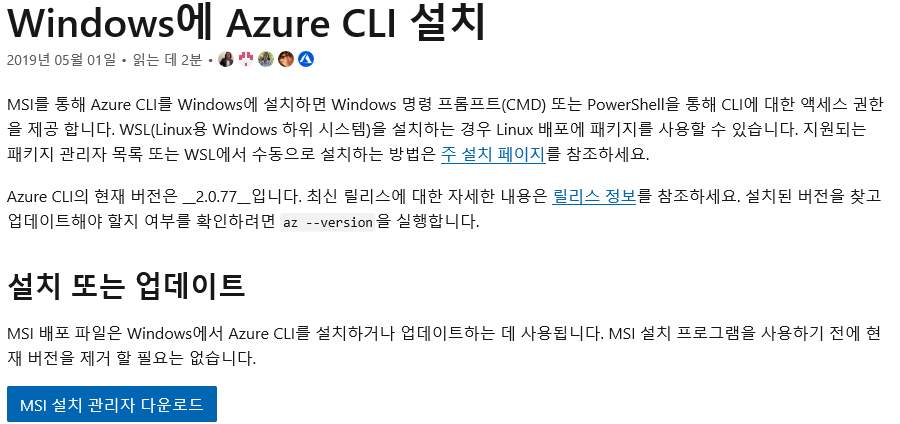 Windows에 Azure CLI 설치
2019년 05월 01일 • 읽는 데 2분 •
MSI를 통해 Azure CLI를 Windows에 설치하면 Windows 명령 프롬프트(CMD) 또는 PowerShell을 통해 CLI에 대한 액세스 권한
을 제공 합니다. WSL(Linux용 Windows 하위 시스템)을 설치하는 경우 Linux 배포에 패키지를 사용할 수 있습니다. 지원되는
패키지 관리자 목록 또는 WSL에서 수동으로 설치하는 방법은 주 설치 페이지를 참조하세요.
Azure CLI의 현재 버전은 __2.0.77__입니다. 최신 릴리스에 대한 자세한 내용은 릴리스 정보를 참조하세요. 설치된 버전을 찾고
업데이트해야 할지 여부를 확인하려면 az --version을 실행합니다.
설치 또는 업데이트
MSI 배포 파일은 Windows에서 Azure CLI를 설치하거나 업데이트하는 데 사용됩니다. MSI 설치 프로그램을 사용하기 전에 현
재 버전을 제거 할 필요는 없습니다.
MSI 설치 관리자 다운로드